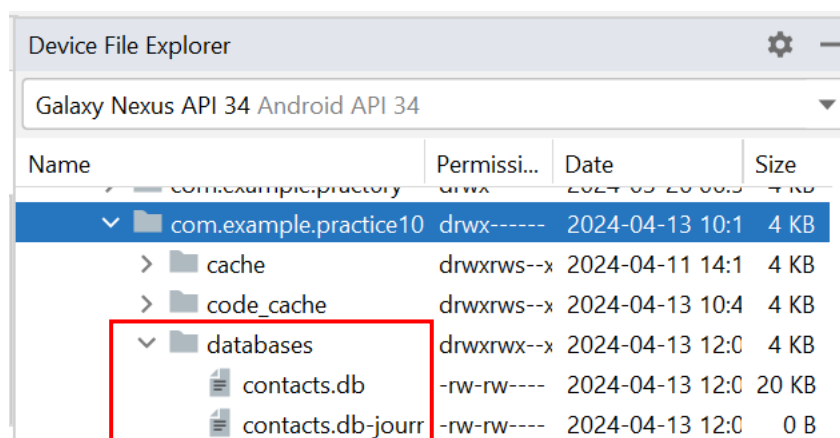 Device File Explorer
Galaxy Nexus API 34 Android API 34
Name Permissi... Date Size
com.example.practice10 drwx------ 2024-04-13 10:1 4 KB
cache drwxrws--x 2024-04-11 14:1 4 KB
code_cache drwxrws--x 2024-04-13 10:4 4 KB
databases drwxrwx--x 2024-04-13 12:0 4 KB
contacts.db -rw-rw---- 2024-04-13 12:0 20 KB
contacts.db-journ -rw-rw---- 2024-04-13 12:0 0 B